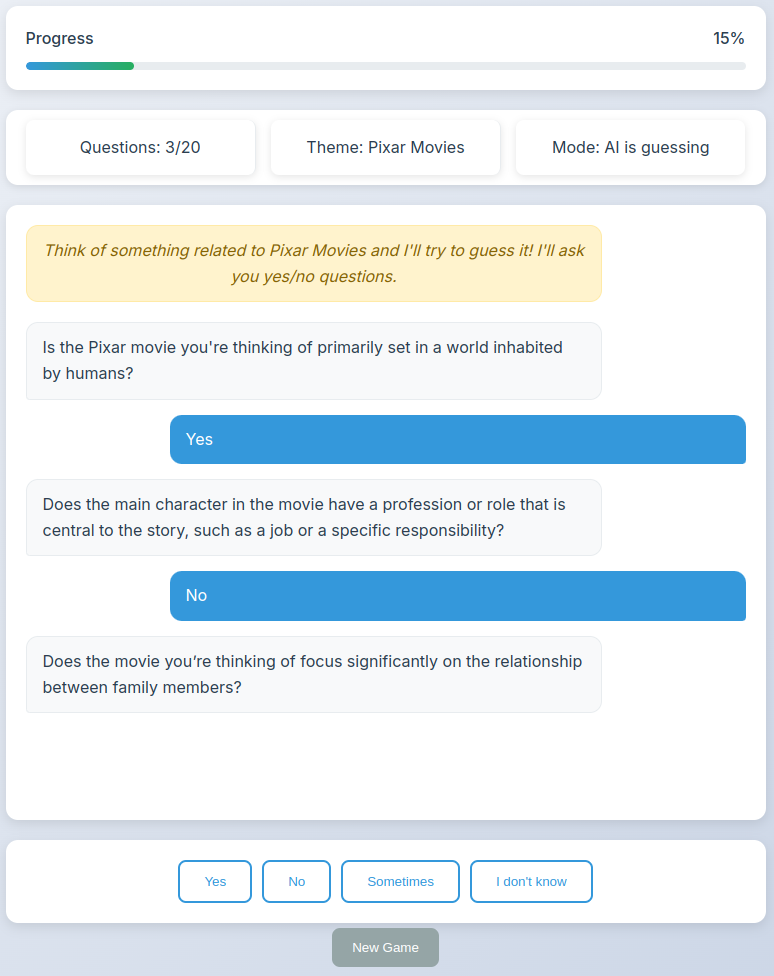 Progress
15%
Questions: 3/20
Theme: Pixar Movies
Mode: AI is guessing
Think of something related to Pixar Movies and I'll try to guess it! I'll ask
you yes/no questions.
Is the Pixar movie you're thinking of primarily set in a world inhabited
by humans?
Yes
Does the main character in the movie have a profession or role that is
central to the story, such as a job or a specific responsibility?
No
Does the movie you’re thinking of focus significantly on the relationship
between family members?
Yes
No
Sometimes
I don't know
New Game